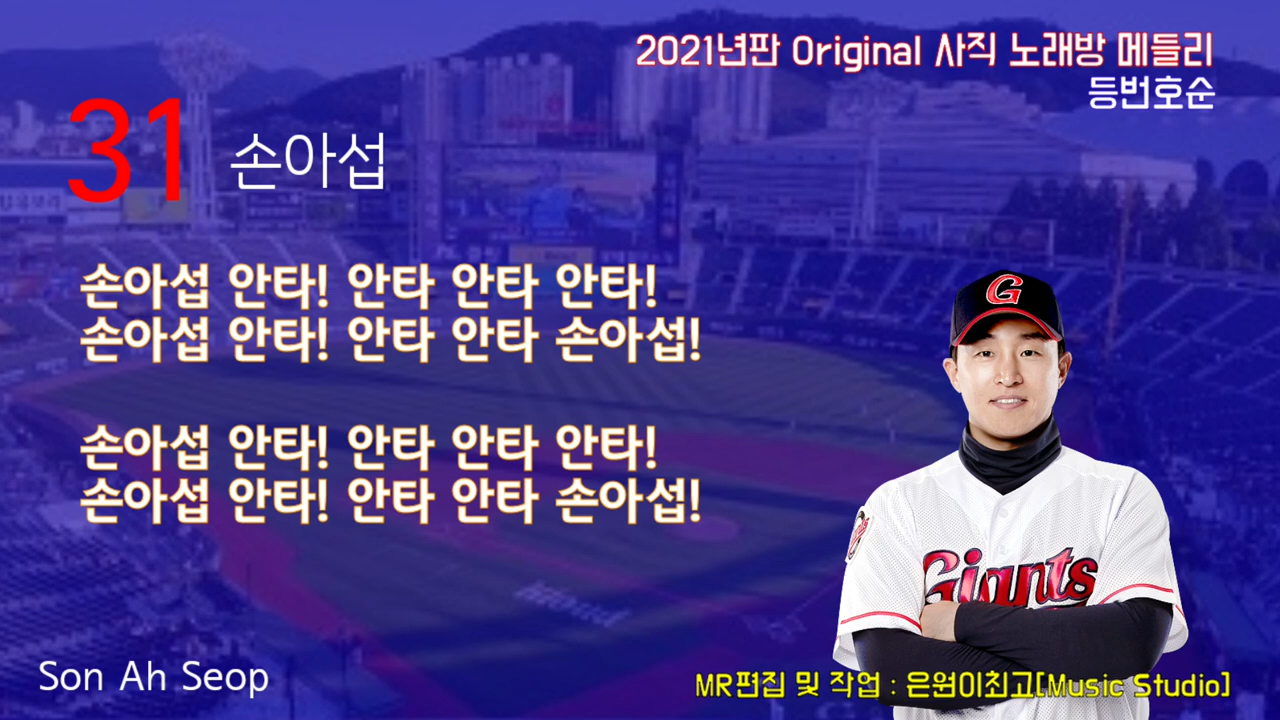 2021년판 Original 사직 노래방 메들리
등번호순
31 손아섭
손아섭 안타! 안타 안타 안타!
손아섭 안타! 안타 안타 손아섭!
손아섭 안타! 안타 안타 안타!
손아섭 안타! 안타 안타 손아섭!
G
Giants
Son Ah Seop
MR편집 및 작업 : 은원이최고[Music Studio]